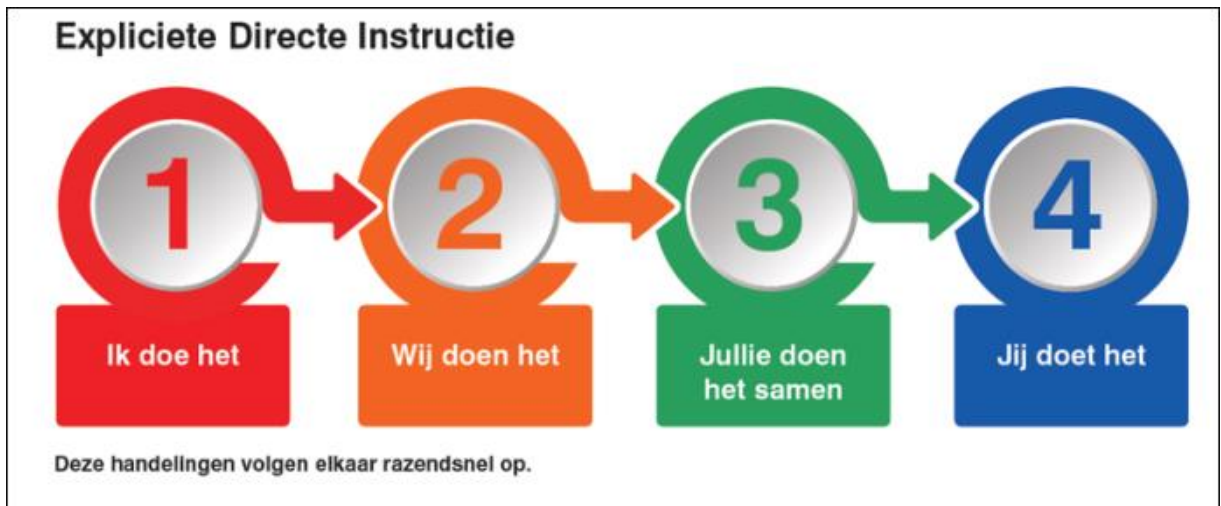 Expliciete Directe Instructie
1
2
3
4
Ik doe het
Wij doen het
Jullie doen
het samen
Jij doet het
Deze handelingen volgen elkaar razendsnel op.